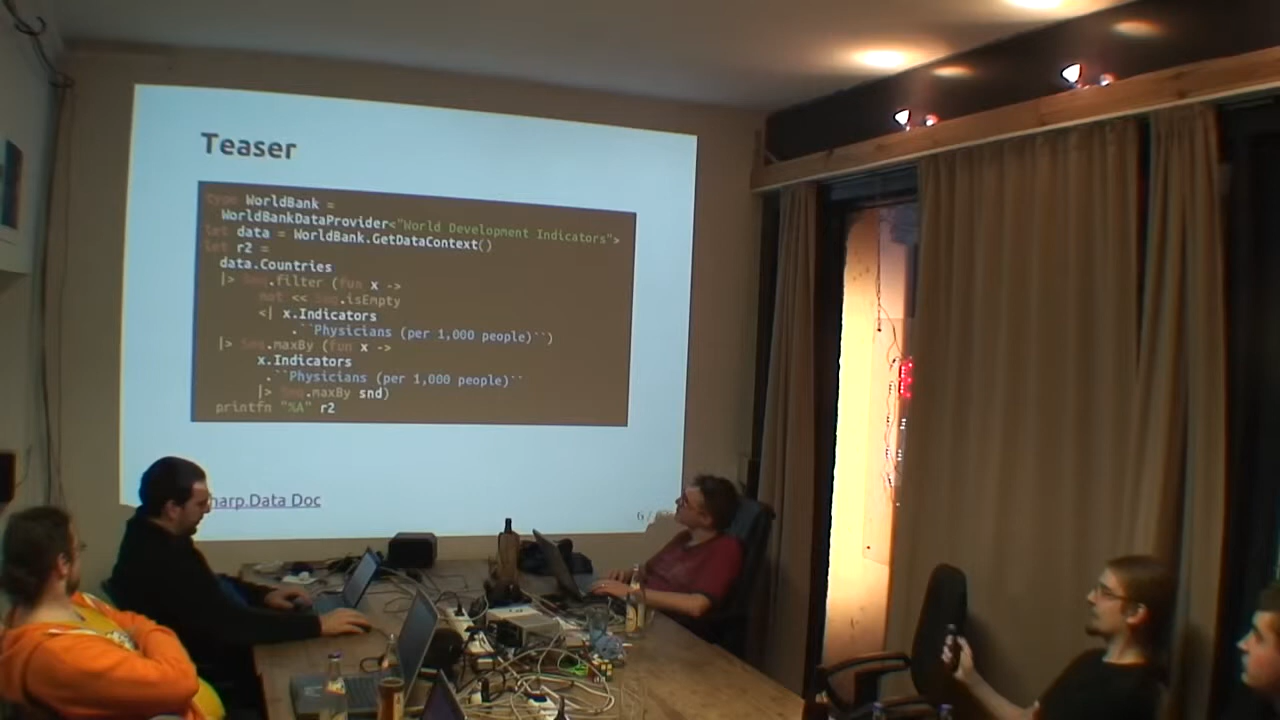 Teaser
type WorldBank =
WorldBankDataProvider<"World Development Indicators">
let data = WorldBank.GetDataContext()
let r2 =
data.Countries
|> Seq.filter (fun x ->
not << Seq.isEmpty
<| x.Indicators
.``Physicians (per 1,000 people)``)
|> Seq.maxBy (fun x ->
x.Indicators
.``Physicians (per 1,000 people)``
|> Seq.maxBy snd)
printfn "%A" r2
harp.Data Doc
6 /